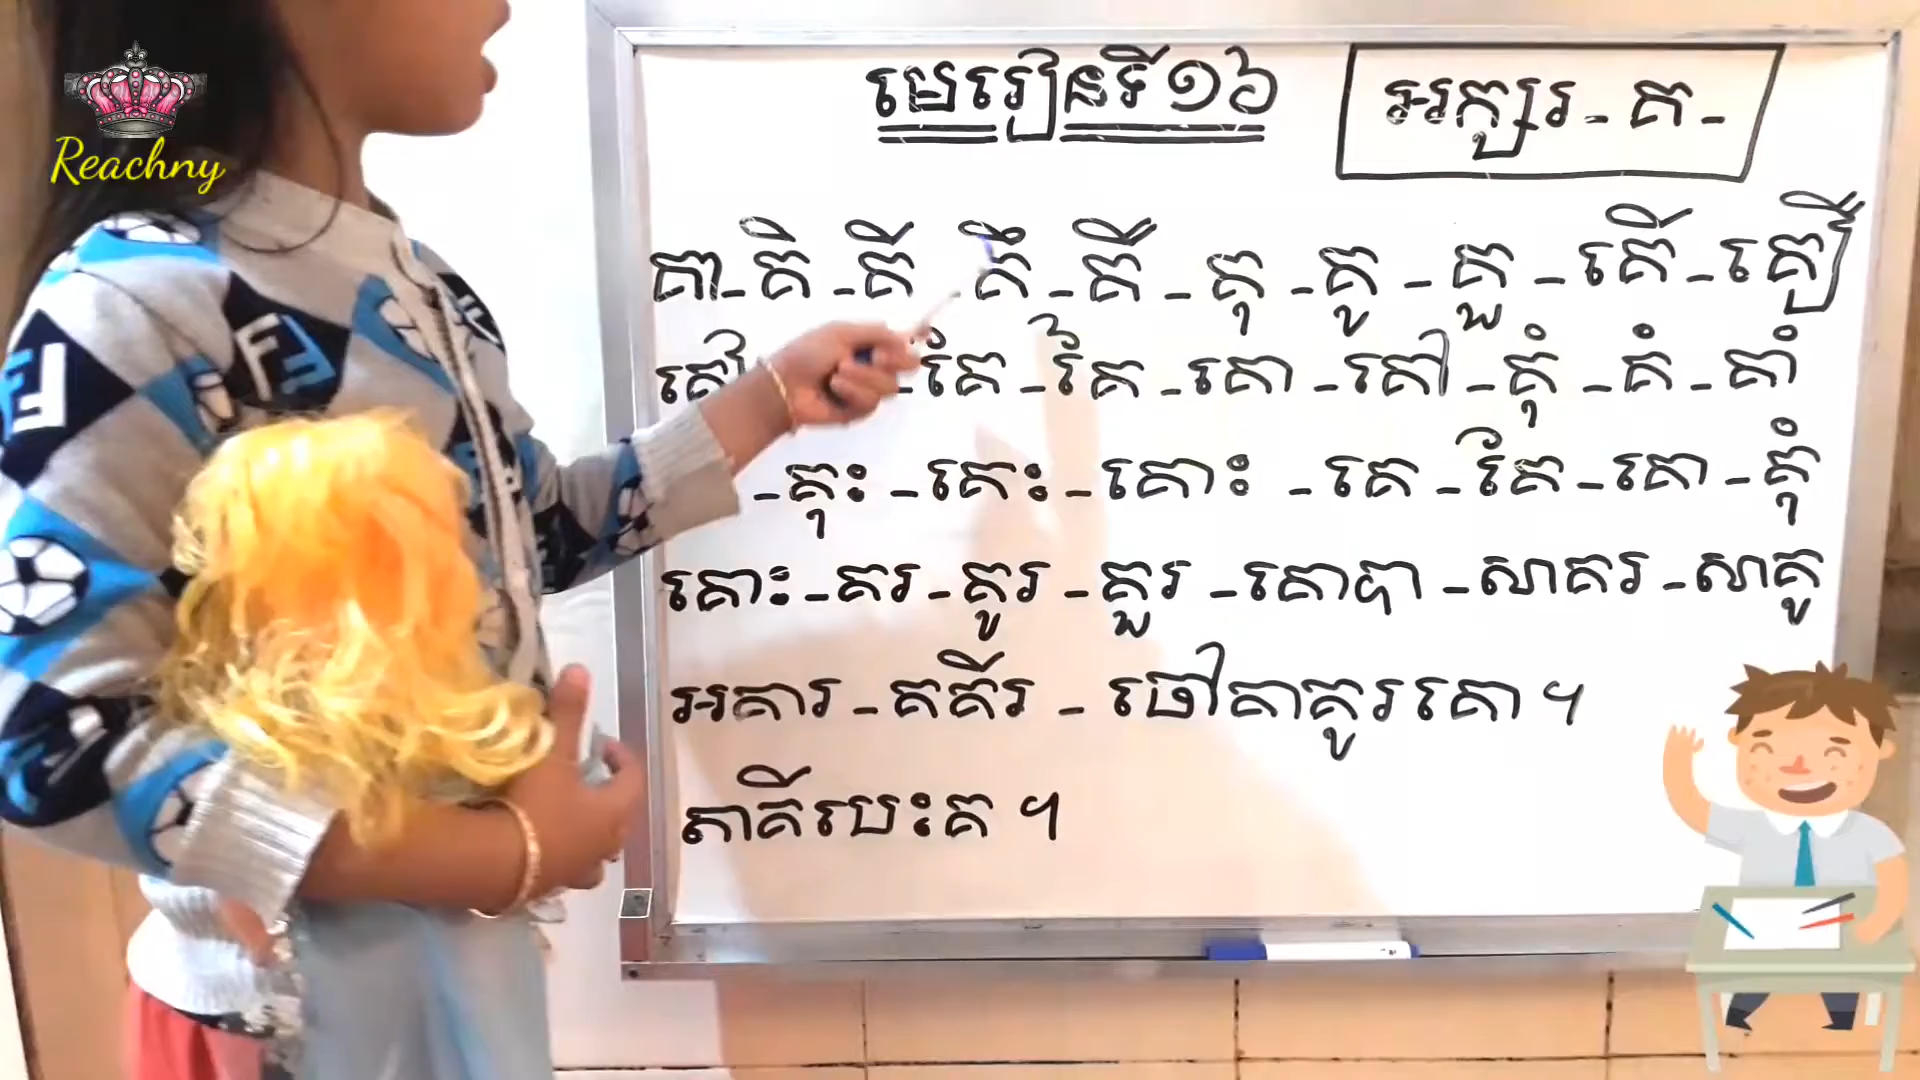 Reachny
មេរៀនទី១៦
អក្សរ - គ -
គា - គិ - គី គឹ - គឺ - គុ - គូ - គួ - គើ - គឿ
គៀ - គែ - គៃ - គោ - គៅ - គុំ - គំ - គាំ
- គុះ - គេះ - គោះ - គេ - គែ - គោ - គុំ
គោះ - គរ - គូរ - គួរ - គោបា - សាគរ - សាគូ
អគារ - គគីរ - ចៅគាគូរគោ ។
តាគីបេះគ ។